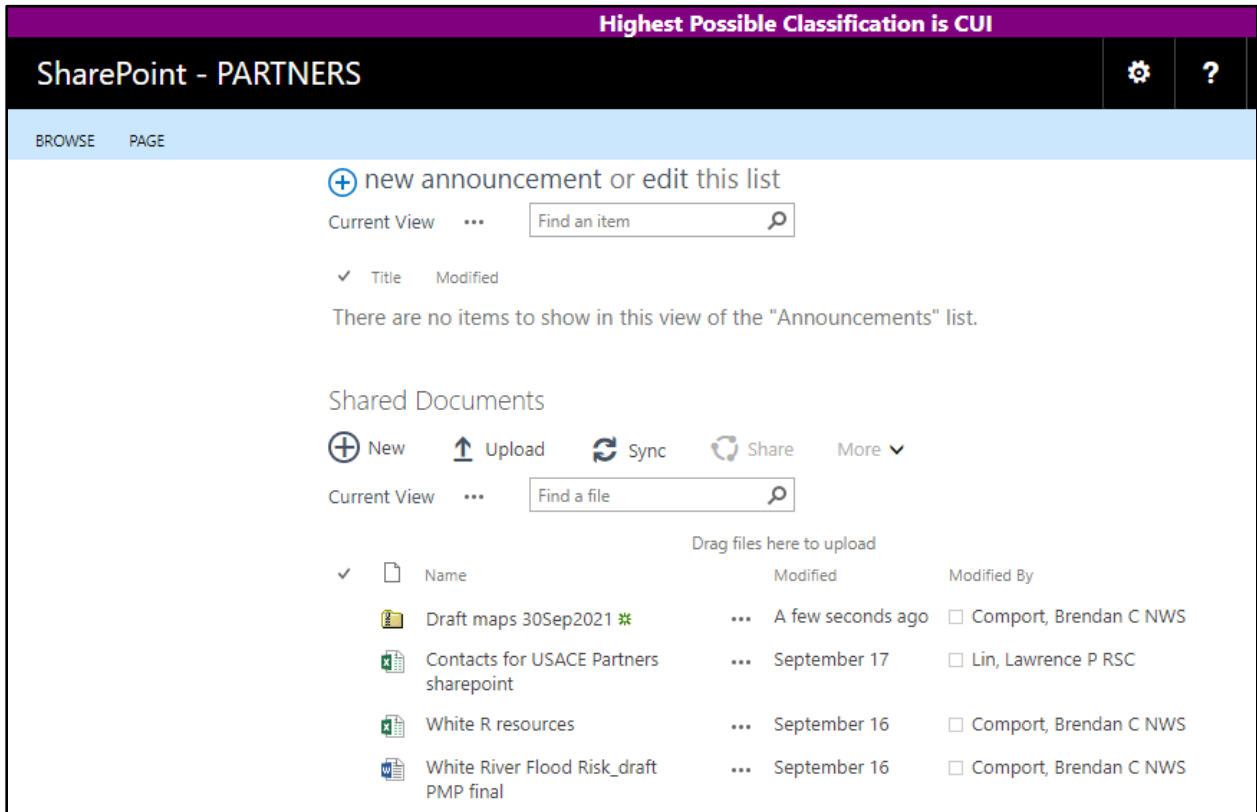 Highest Possible Classification is CUI
SharePoint - PARTNERS
?
BROWSE PAGE
new announcement or edit this list
Current View ... Find an item
Title Modified
There are no items to show in this view of the "Announcements" list.
Shared Documents
New Upload Sync Share More
Current View ... Find a file
Drag files here to upload
Name Modified Modified By
Draft maps 30Sep2021 ... A few seconds ago Comport, Brendan C NWS
Contacts for USACE Partners ... September 17 Lin, Lawrence P RSC
sharepoint
White R resources ... September 16 Comport, Brendan C NWS
White River Flood Risk_draft ... September 16 Comport, Brendan C NWS
PMP final